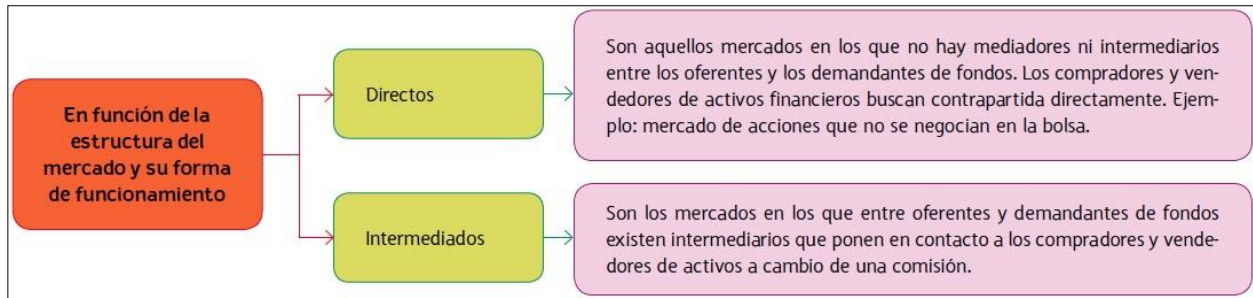 En función de la
estructura del
mercado y su forma
de funcionamiento
Directos
Son aquellos mercados en los que no hay mediadores ni intermediarios
entre los oferentes y los demandantes de fondos. Los compradores y ven-
dedores de activos financieros buscan contrapartida directamente. Ejem-
plo: mercado de acciones que no se negocian en la bolsa.
Intermediados
Son los mercados en los que entre oferentes y demandantes de fondos
existen intermediarios que ponen en contacto a los compradores y vende-
dores de activos a cambio de una comisión.